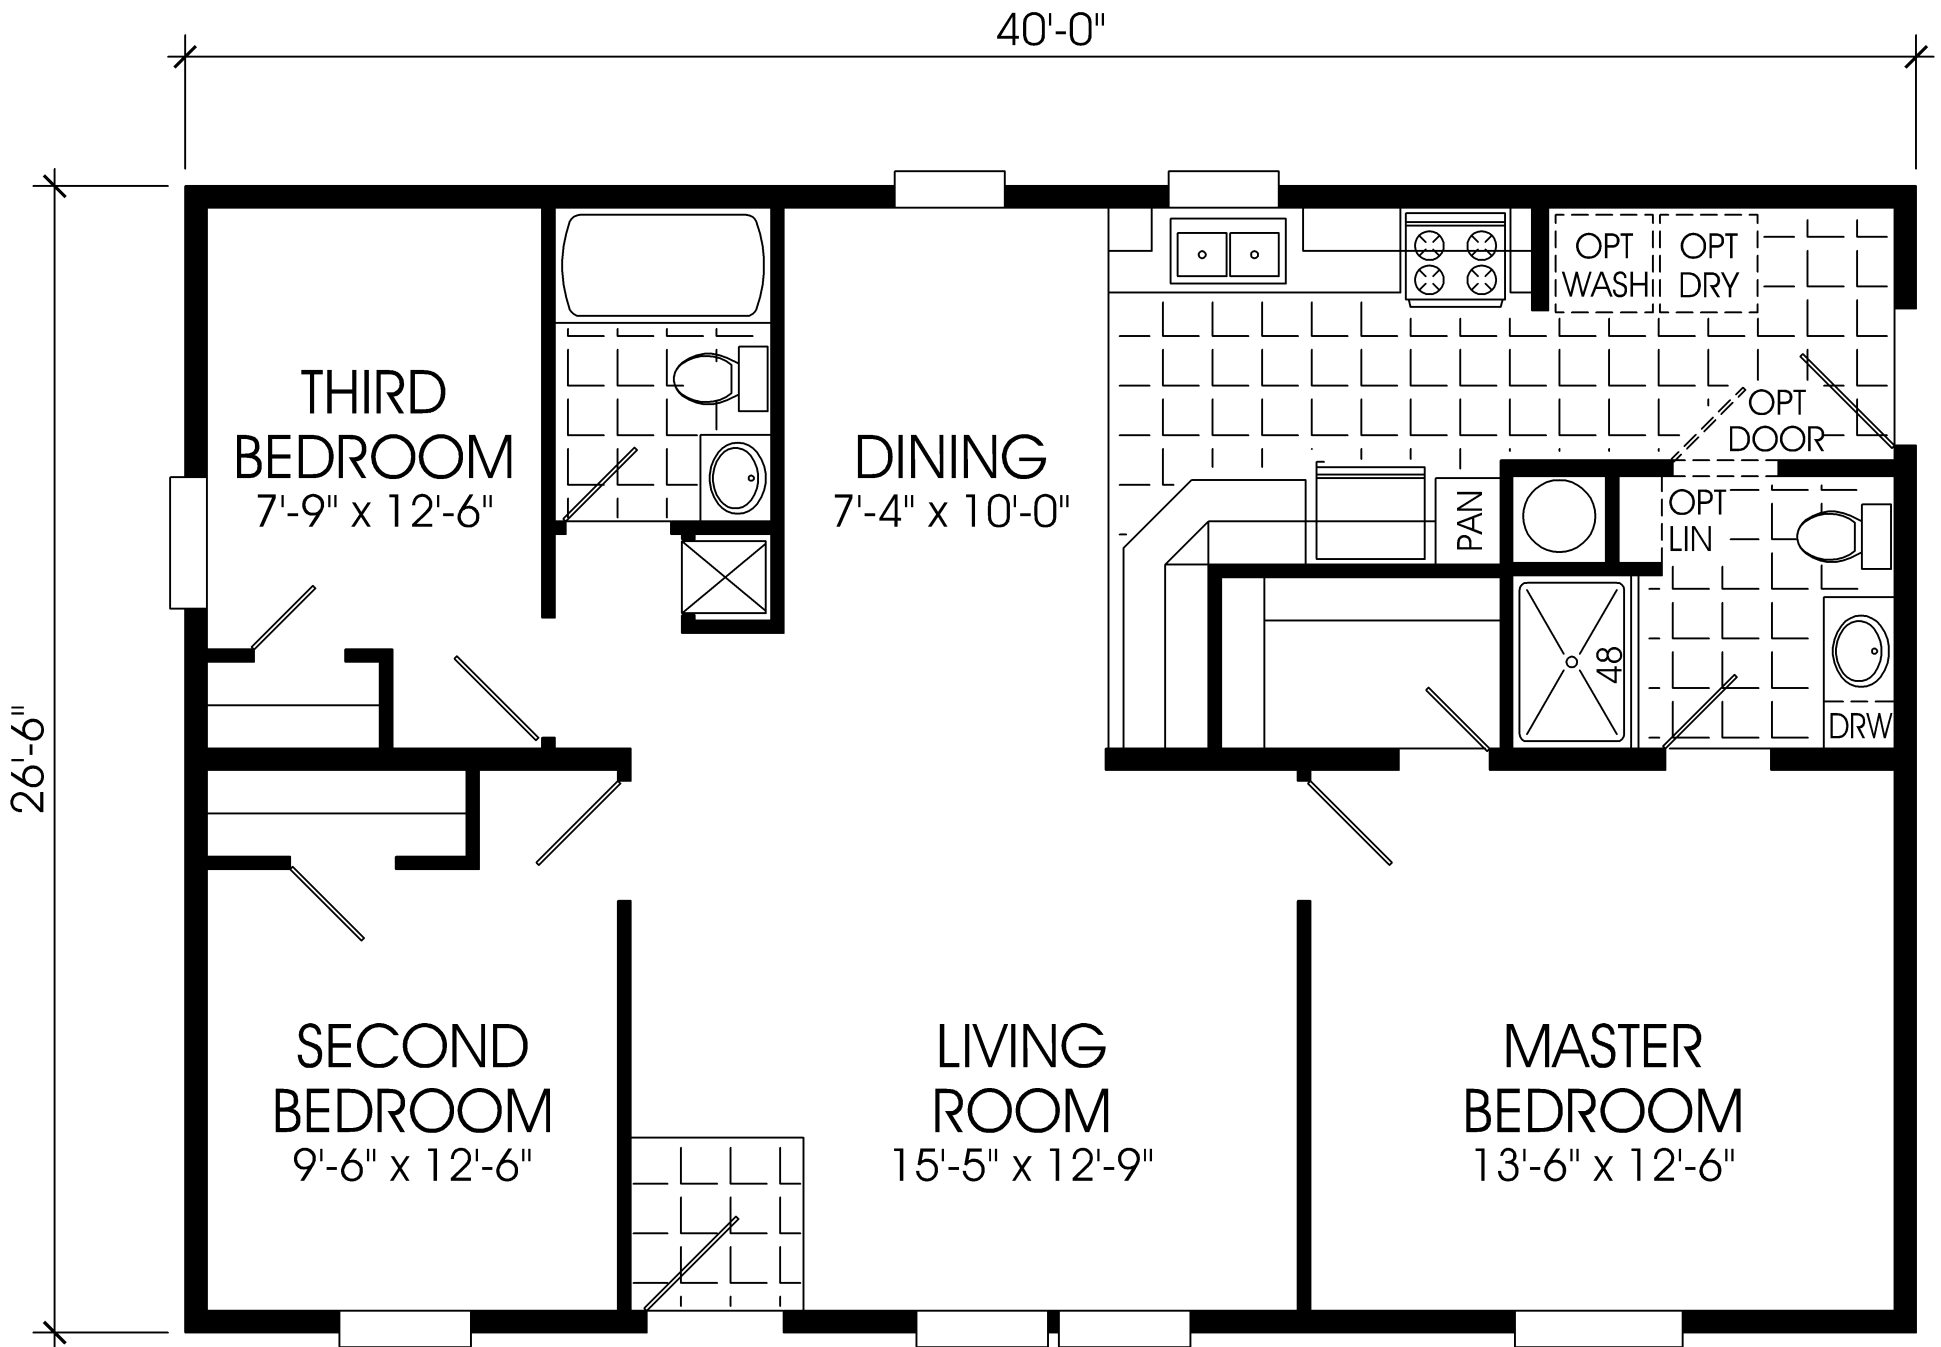 40'-0"
26'-6"
THIRD
BEDROOM
7'-9" x 12'-6"
DINING
7'-4" x 10'-0"
OPT
WASH
OPT
DRY
OPT
DOOR
PAN
OPT
LIN
48
DRW
SECOND
BEDROOM
9'-6" x 12'-6"
LIVING
ROOM
15'-5" x 12'-9"
MASTER
BEDROOM
13'-6" x 12'-6"